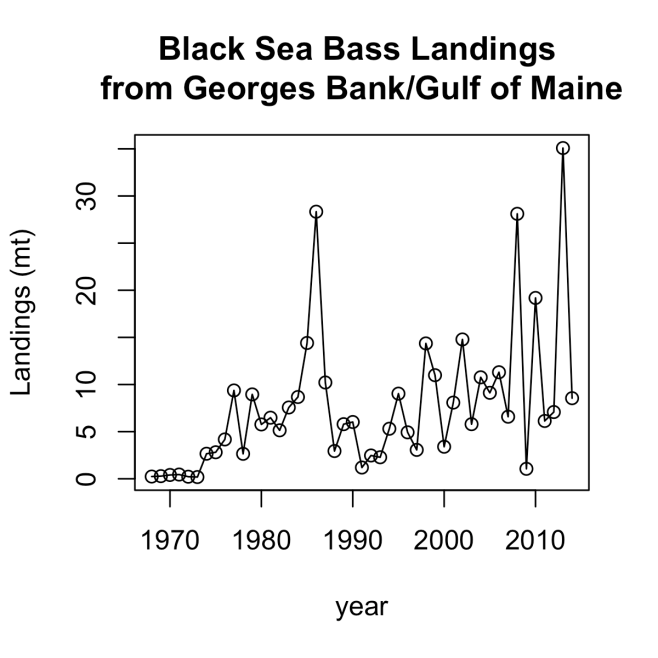 Black Sea Bass Landings
from Georges Bank/Gulf of Maine
Landings (mt)
30
20
10
5
0
1970 1980 1990 2000 2010
year